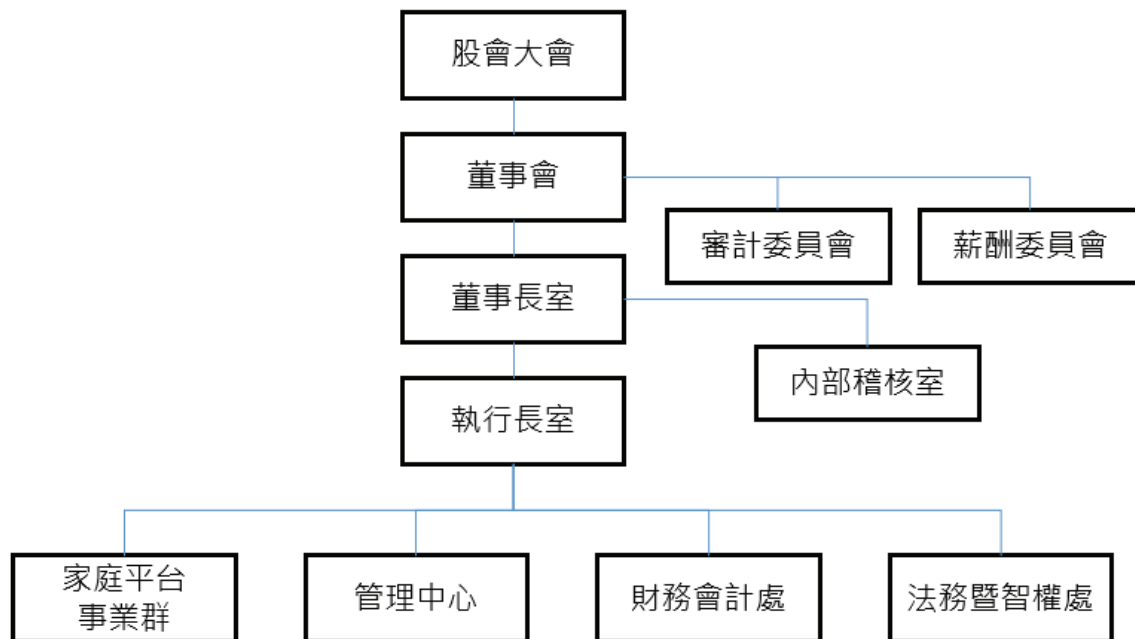 股會大會
董事會
審計委員會
薪酬委員會
董事長室
內部稽核室
執行長室
家庭平台
事業群
管理中心
財務會計處
法務暨智權處